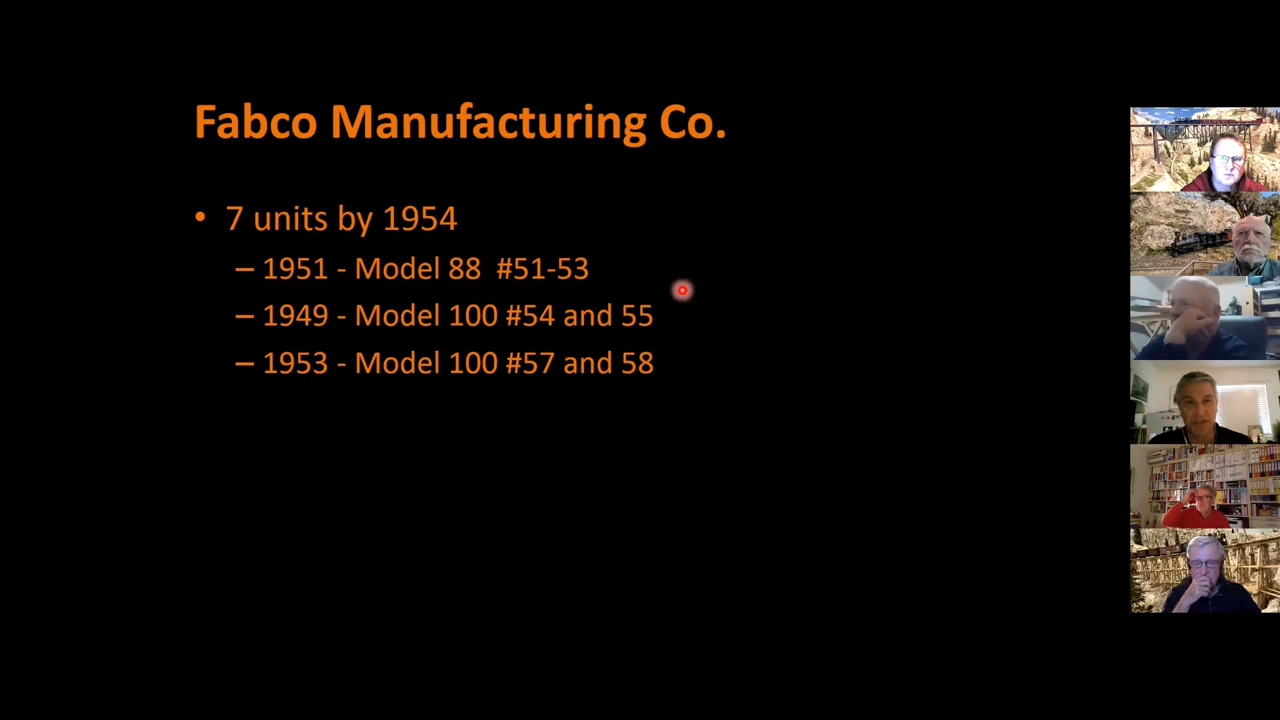 Fabco Manufacturing Co.
• 7 units by 1954
– 1951 - Model 88  #51-53
– 1949 - Model 100 #54 and 55
– 1953 - Model 100 #57 and 58